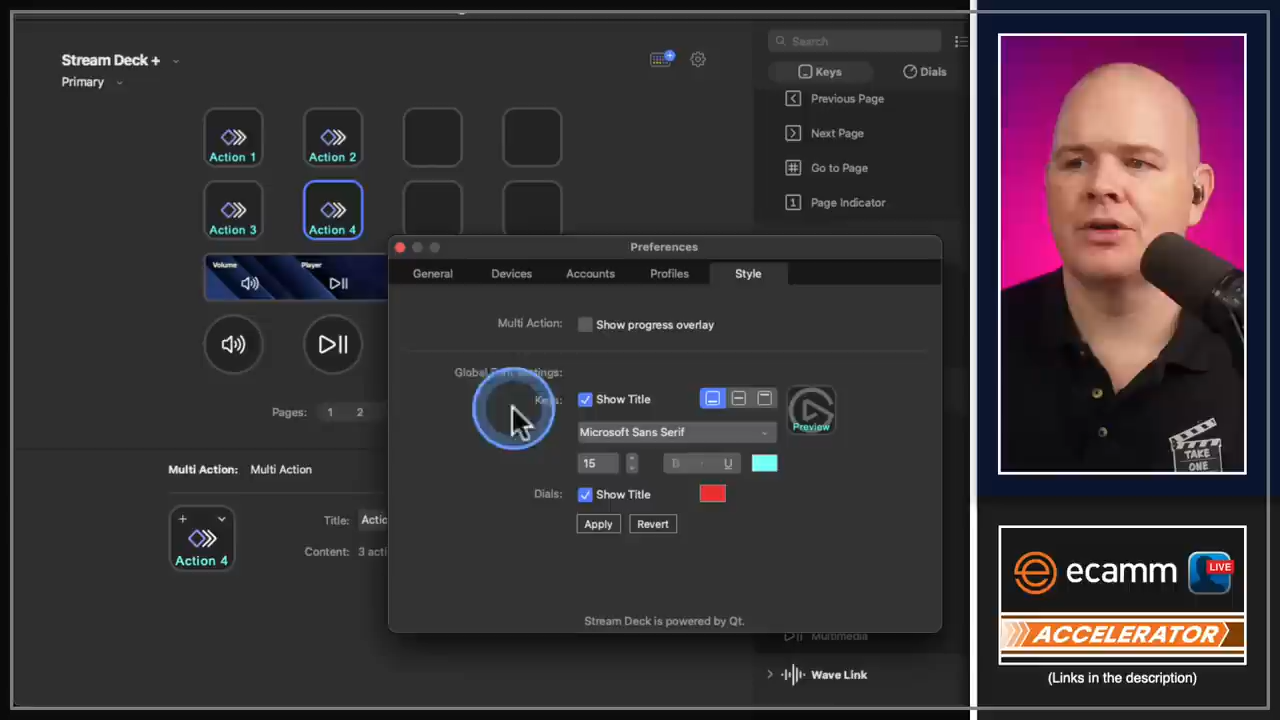 Stream Deck +
Primary
Search
Keys
Dials
Previous Page
Next Page
Go to Page
Page Indicator
Action 1
Action 2
Action 3
Action 4
Volume
Player
Pages:
1
2
Preferences
General
Devices
Accounts
Profiles
Style
Multi Action:
Show progress overlay
Global Font Settings:
Keys:
Show Title
Preview
Microsoft Sans Serif
15
B
I
U
Dials:
Show Title
Apply
Revert
Stream Deck is powered by Qt.
Multi Action:
Multi Action
Action 4
Title:
Actio
Content:
3 acti
Multimedia
Wave Link
TAKE
ONE
ecamm
LIVE
ACCELERATOR
(Links in the description)